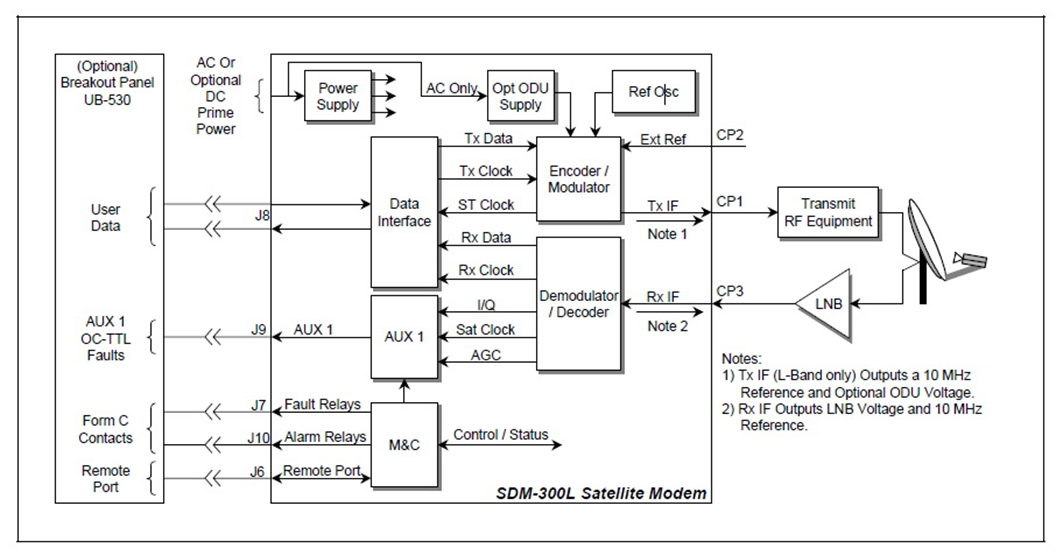 (Optional)
Breakout Panel
UB-530
AC Or
Optional
DC
Prime
Power
Power
Supply
AC Only
Opt ODU
Supply
Ref Osc
Tx Data
Ext Ref
CP2
Tx Clock
Encoder /
Modulator
Data
Interface
User
Data
J8
ST Clock
Tx IF
CP1
Note 1
Transmit
RF Equipment
Rx Data
Rx Clock
Demodulator
/ Decoder
Rx IF
CP3
Note 2
LNB
I/Q
AUX 1
OC-TTL
Faults
J9
AUX 1
AUX 1
Sat Clock
AGC
Notes:
1) Tx IF (L-Band only) Outputs a 10 MHz
Reference and Optional ODU Voltage.
2) Rx IF Outputs LNB Voltage and 10 MHz
Reference.
Form C
Contacts
J7
Fault Relays
J10
Alarm Relays
M&C
Control / Status
Remote
Port
J6
Remote Port
SDM-300L Satellite Modem